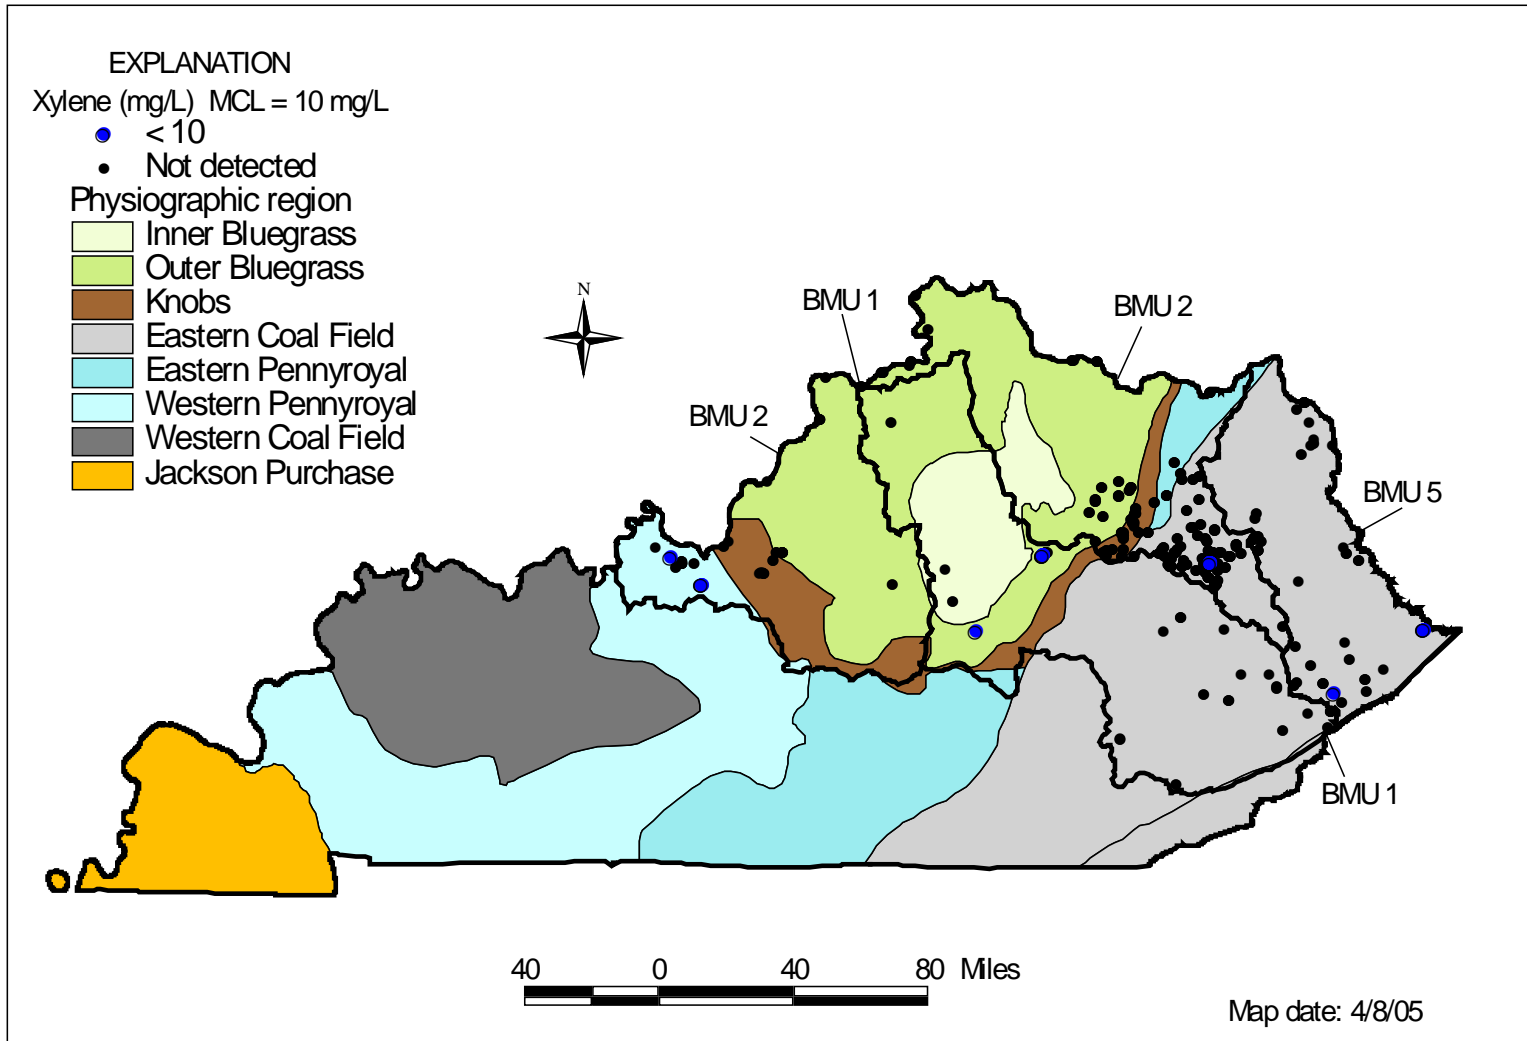 EXPLANATION
Xylene (mg/L) MCL = 10 mg/L
< 10
Not detected
Physiographic region
Inner Bluegrass
Outer Bluegrass
Knobs
Eastern Coal Field
Eastern Pennyroyal
Western Pennyroyal
Western Coal Field
Jackson Purchase
N
BMU 1
BMU 2
BMU 2
BMU 5
BMU 1
40 0 40 80 Miles
Map date: 4/8/05